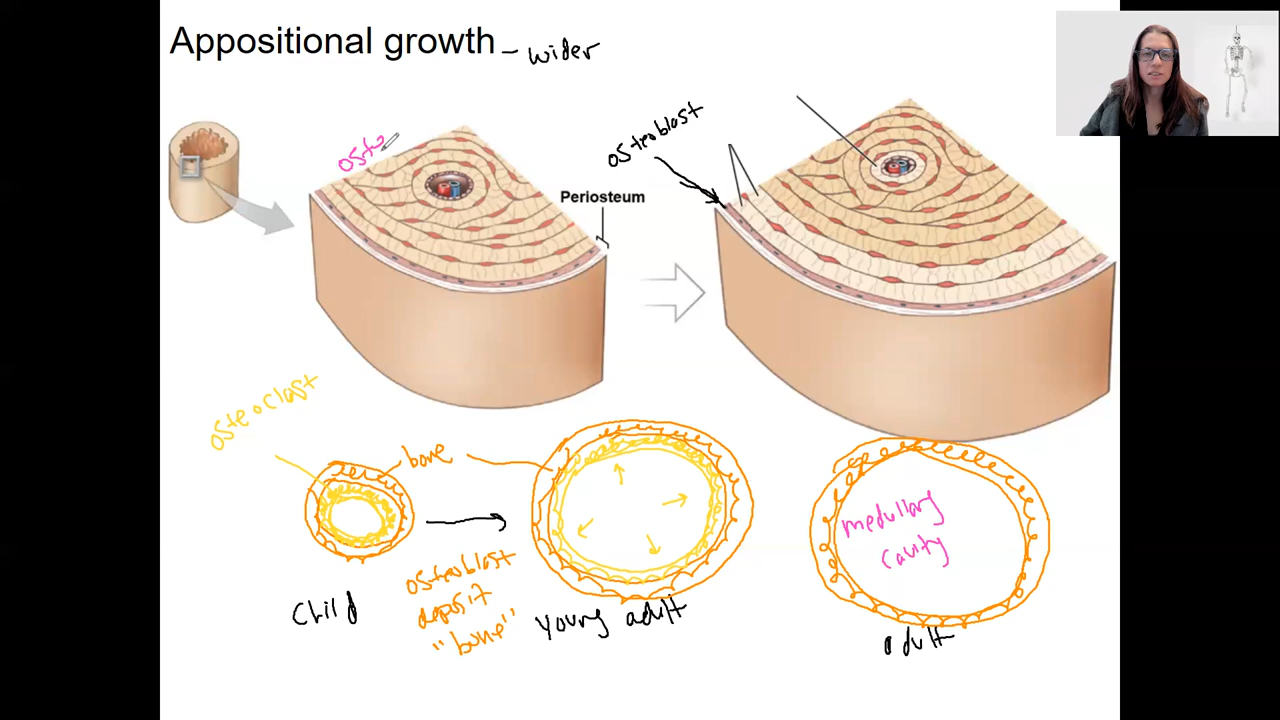 Appositional growth - wider
osteoblast
osteo
Periosteum
osteoclast
bone
medullary
cavity
osteoblast
deposit
"bone"
Child
young adult
adult